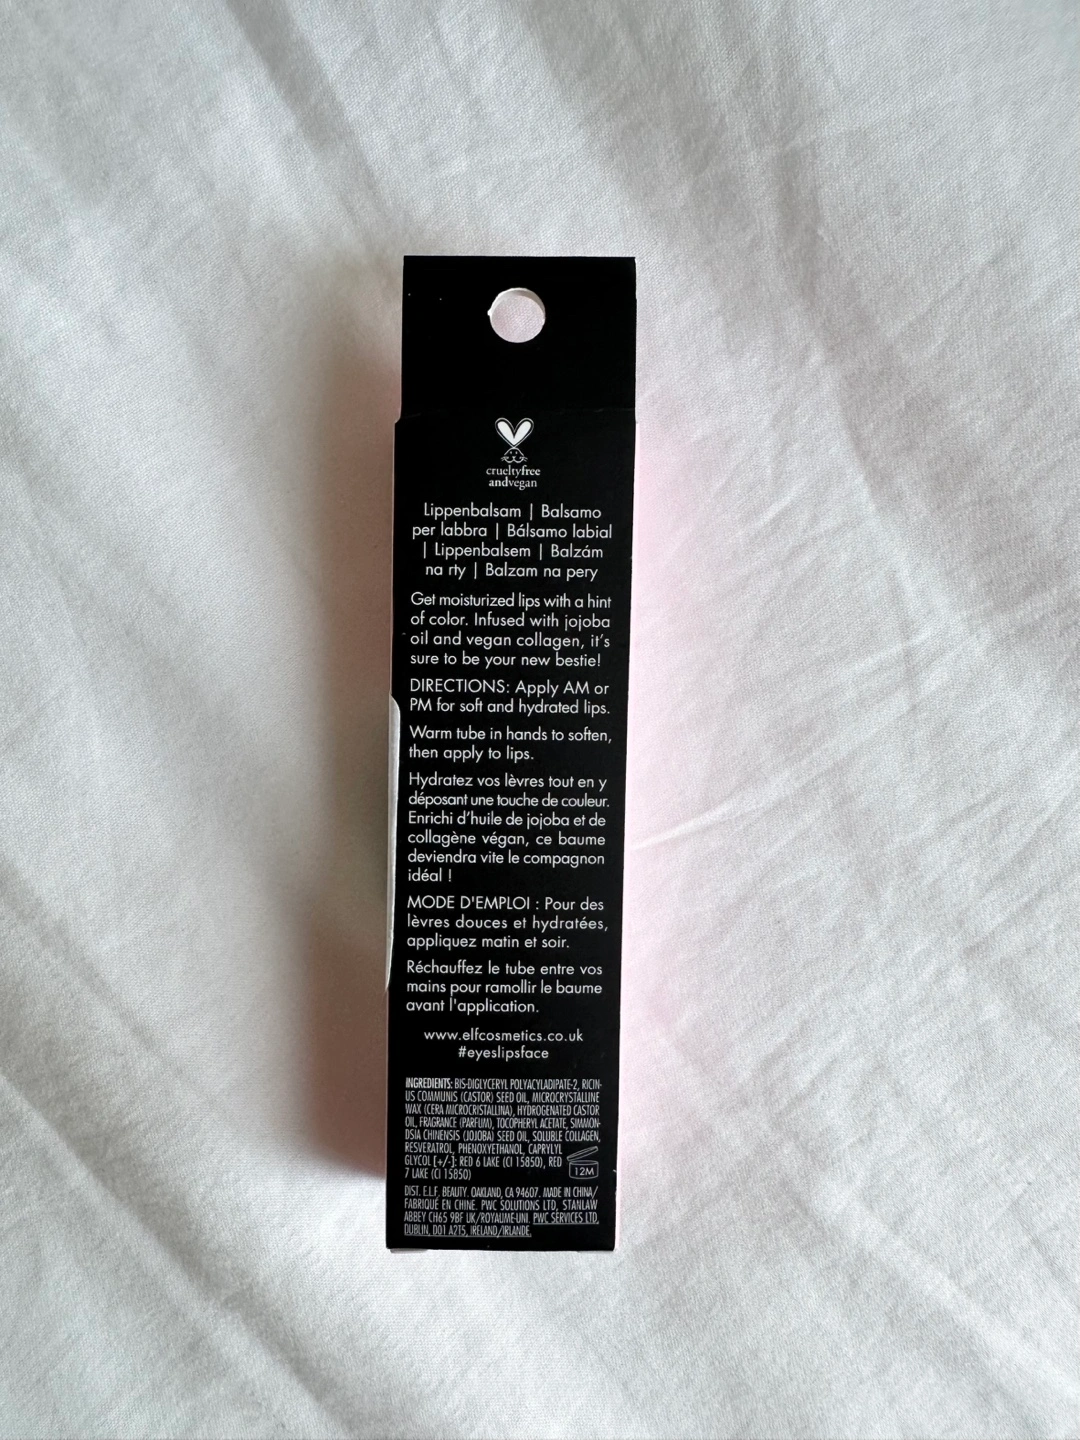 crueltyfree
andvegan
Lippenbalsam | Balsamo
per labbra | Bálsamo labial
| Lippenbalsem | Balzám
na rty | Balzam na pery
Get moisturized lips with a hint
of color. Infused with jojoba
oil and vegan collagen, it's
sure to be your new bestie!
DIRECTIONS: Apply AM or
PM for soft and hydrated lips.
Warm tube in hands to soften,
then apply to lips.
Hydratez vos lèvres tout en y
déposant une touche de couleur.
Enrichi d'huile de jojoba et de
collagène végan, ce baume
deviendra vite le compagnon
idéal !
MODE D'EMPLOI : Pour des
lèvres douces et hydratées,
appliquez matin et soir.
Réchauffez le tube entre vos
mains pour ramollir le baume
avant l'application.
www.elfcosmetics.co.uk
#eyeslipsface
INGREDIENTS: BIS-DIGLYCERYL POLYACYLADIPATE-2, RICIN-
US COMMUNIS (CASTOR) SEED OIL, MICROCRYSTALLINE
WAX (CERA MICROCRISTALLINA), HYDROGENATED CASTOR
OIL, FRAGRANCE (PARFUM), TOCOPHERYL ACETATE, SIMMON-
DSIA CHINENSIS (JOJOBA) SEED OIL, SOLUBLE COLLAGEN,
RESVERATROL, PHENOXYETHANOL, CAPRYLYL
GLYCOL [+/-]: RED 6 LAKE (CI 15850), RED
7 LAKE (CI 15850)
12M
DIST. E.L.F. BEAUTY. OAKLAND, CA 94607. MADE IN CHINA/
FABRIQUÉ EN CHINE. PWC SOLUTIONS LTD, STANLAW
ABBEY CH65 9BF UK/ROYAUME-UNI. PWC SERVICES LTD,
DUBLIN, D01 A2T5, IRELAND/IRLANDE.